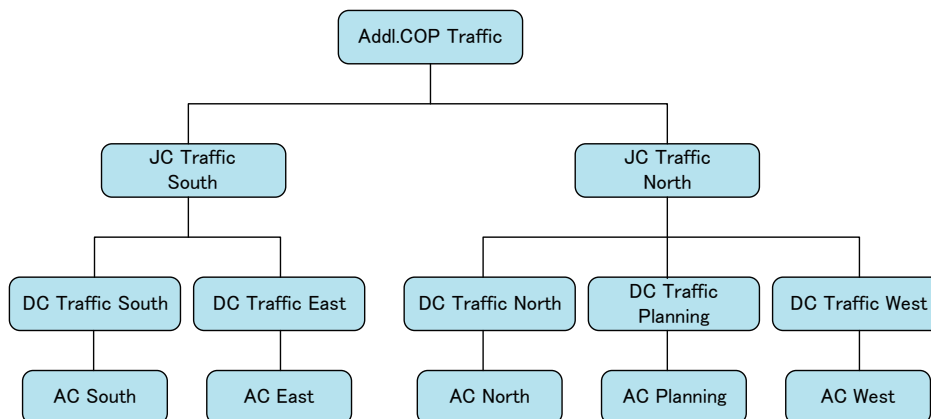 Addl.COP Traffic
JC Traffic
South
JC Traffic
North
DC Traffic South
DC Traffic East
DC Traffic North
DC Traffic
Planning
DC Traffic West
AC South
AC East
AC North
AC Planning
AC West